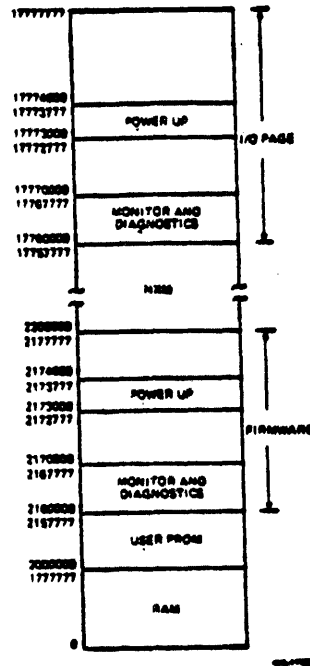 17777777
17774000
17773777
POWER UP
17773000
17772777
I/O PAGE
17770000
17767777
MONITOR AND
DIAGNOSTICS
17760000
17757777
NXM
2200000
2177777
2174000
2173777
POWER UP
2173000
2172777
FIRMWARE
2170000
2167777
MONITOR AND
DIAGNOSTICS
2160000
2157777
USER PROM
2000000
1777777
RAM
0